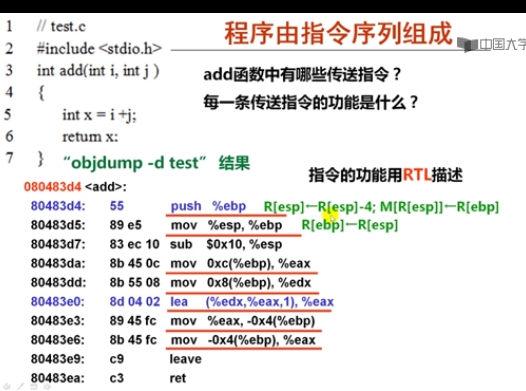 程序由指令序列组成
中国大学
1 // test.c
2 #include <stdio.h>
3 int add(int i, int j )
4 {
5 int x = i +j;
6 return x:
7 }
add函数中有哪些传送指令？
每一条传送指令的功能是什么？
“objdump -d test” 结果
指令的功能用RTL描述
080483d4 <add>:
80483d4: 55 push %ebp R[esp]←R[esp]-4; M[R[esp]]←R[ebp]
80483d5: 89 e5 mov %esp, %ebp R[ebp]←R[esp]
80483d7: 83 ec 10 sub $0x10, %esp
80483da: 8b 45 0c mov 0xc(%ebp), %eax
80483dd: 8b 55 08 mov 0x8(%ebp), %edx
80483e0: 8d 04 02 lea (%edx,%eax,1), %eax
80483e3: 89 45 fc mov %eax, -0x4(%ebp)
80483e6: 8b 45 fc mov -0x4(%ebp), %eax
80483e9: c9 leave
80483ea: c3 ret